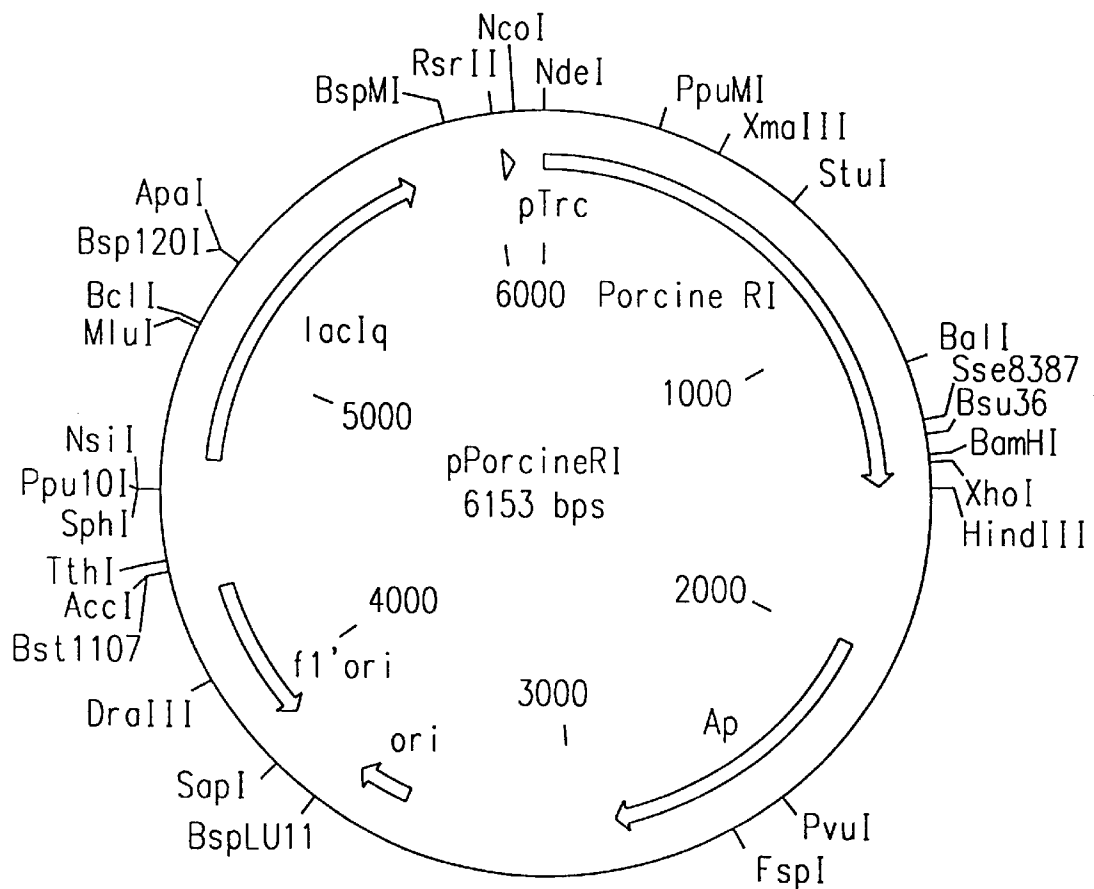 NcoI
RsrII
NdeI
BspMI
PpuMI
XmaIII
StuI
ApaI
Bsp120I
BclI
MluI
pTrc
6000
Porcine RI
lacIq
5000
1000
BalI
Sse8387
Bsu36
BamHI
XhoI
HindIII
NsiI
Ppu10I
SphI
pPorcineRI
6153 bps
TthI
AccI
Bst1107
4000
2000
f1'ori
DraIII
3000
Ap
ori
SapI
BspLU11
PvuI
FspI